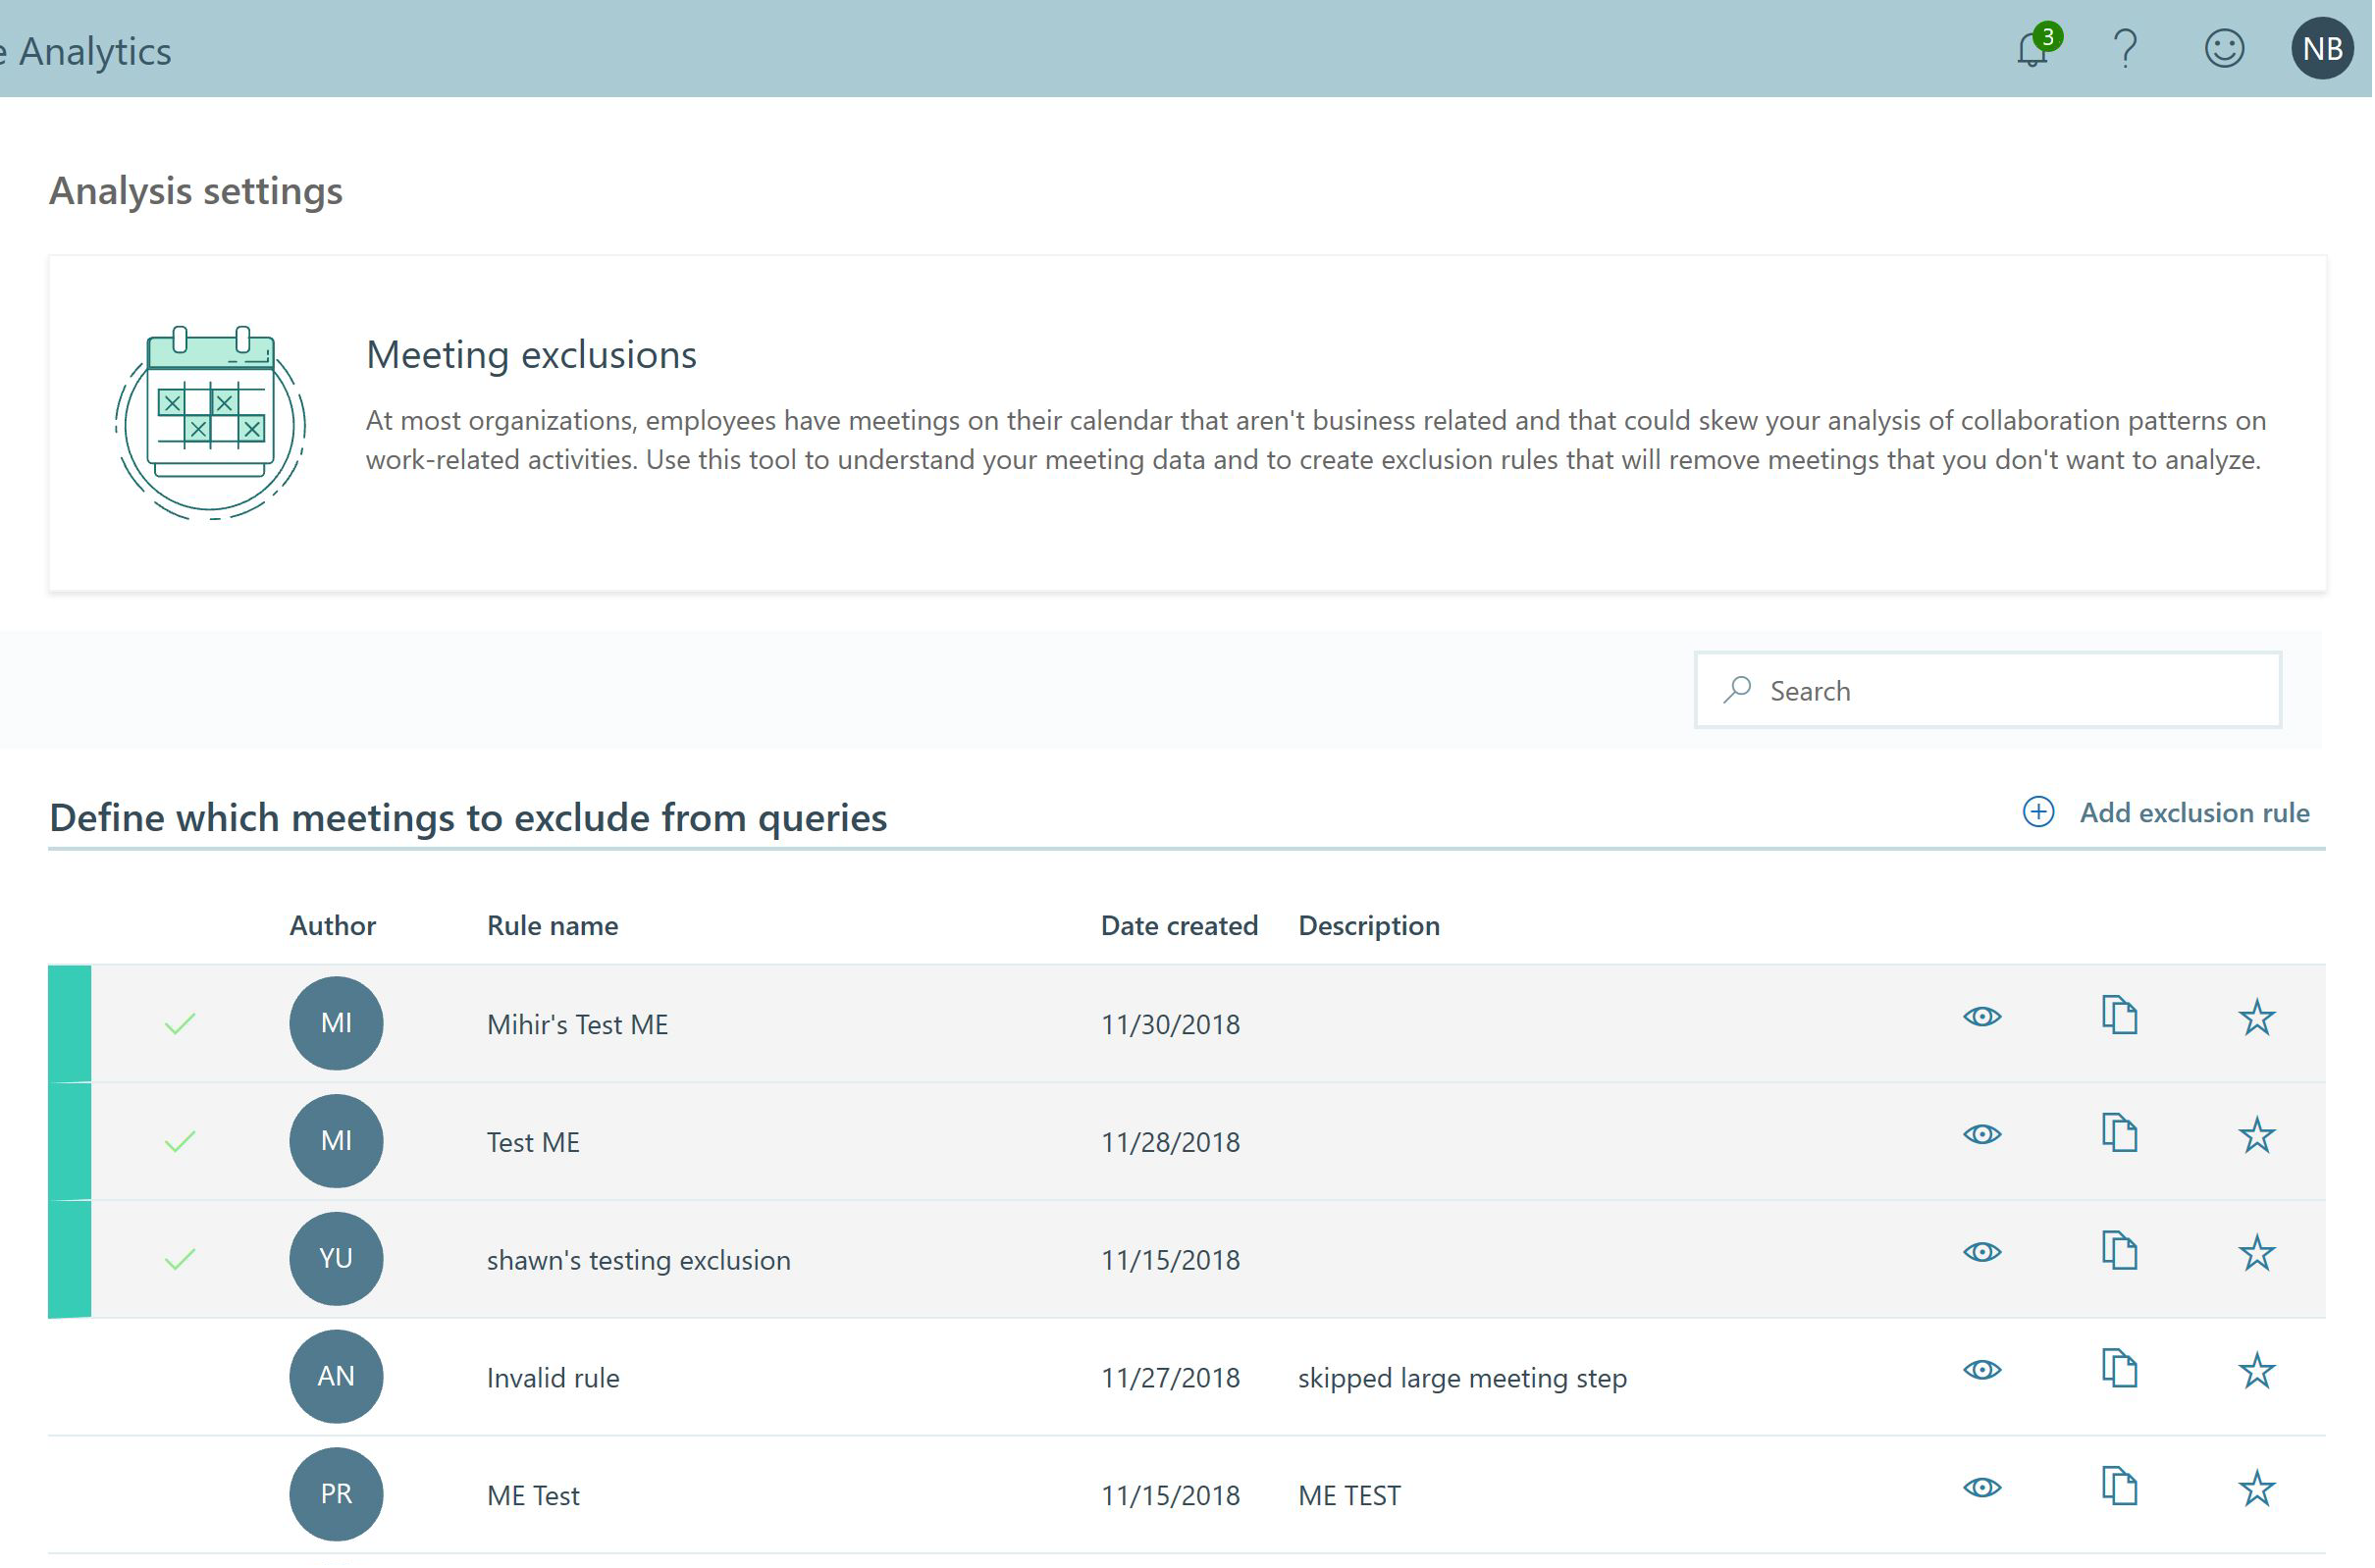 e Analytics
3
NB
Analysis settings
Meeting exclusions
At most organizations, employees have meetings on their calendar that aren't business related and that could skew your analysis of collaboration patterns on
work-related activities. Use this tool to understand your meeting data and to create exclusion rules that will remove meetings that you don't want to analyze.
Search
Define which meetings to exclude from queries
Add exclusion rule
Author Rule name Date created Description
MI Mihir's Test ME 11/30/2018
MI Test ME 11/28/2018
YU shawn's testing exclusion 11/15/2018
AN Invalid rule 11/27/2018 skipped large meeting step
PR ME Test 11/15/2018 ME TEST